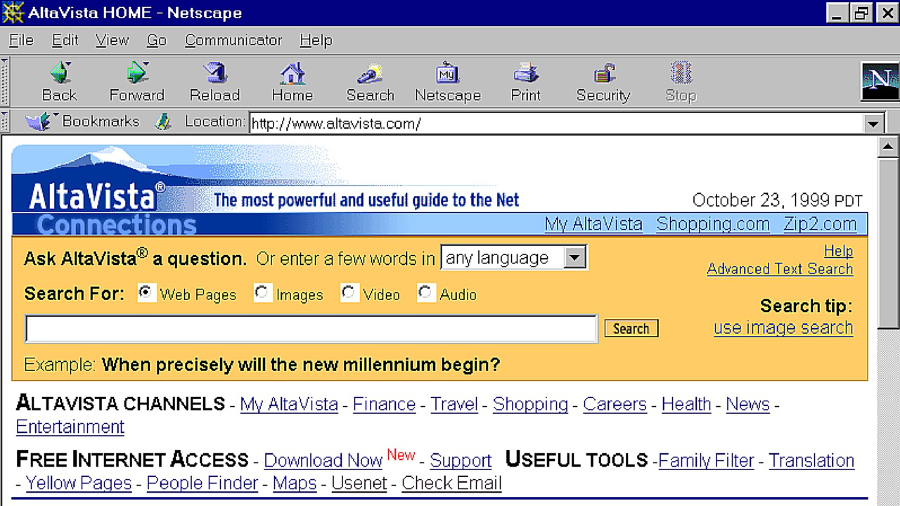 AltaVista HOME - Netscape
File Edit View Go Communicator Help
Back Forward Reload Home Search Netscape Print Security Stop
My
N
Bookmarks Location: http://www.altavista.com/
AltaVista® The most powerful and useful guide to the Net October 23, 1999 PDT
Connections My AltaVista Shopping.com Zip2.com
Ask AltaVista® a question. Or enter a few words in any language Help
Advanced Text Search
Search For: Web Pages Images Video Audio
Search tip:
Search use image search
Example: When precisely will the new millennium begin?
ALTAVISTA CHANNELS - My AltaVista - Finance - Travel - Shopping - Careers - Health - News -
Entertainment
FREE INTERNET ACCESS - Download Now New - Support USEFUL TOOLS -Family Filter - Translation
- Yellow Pages - People Finder - Maps - Usenet - Check Email